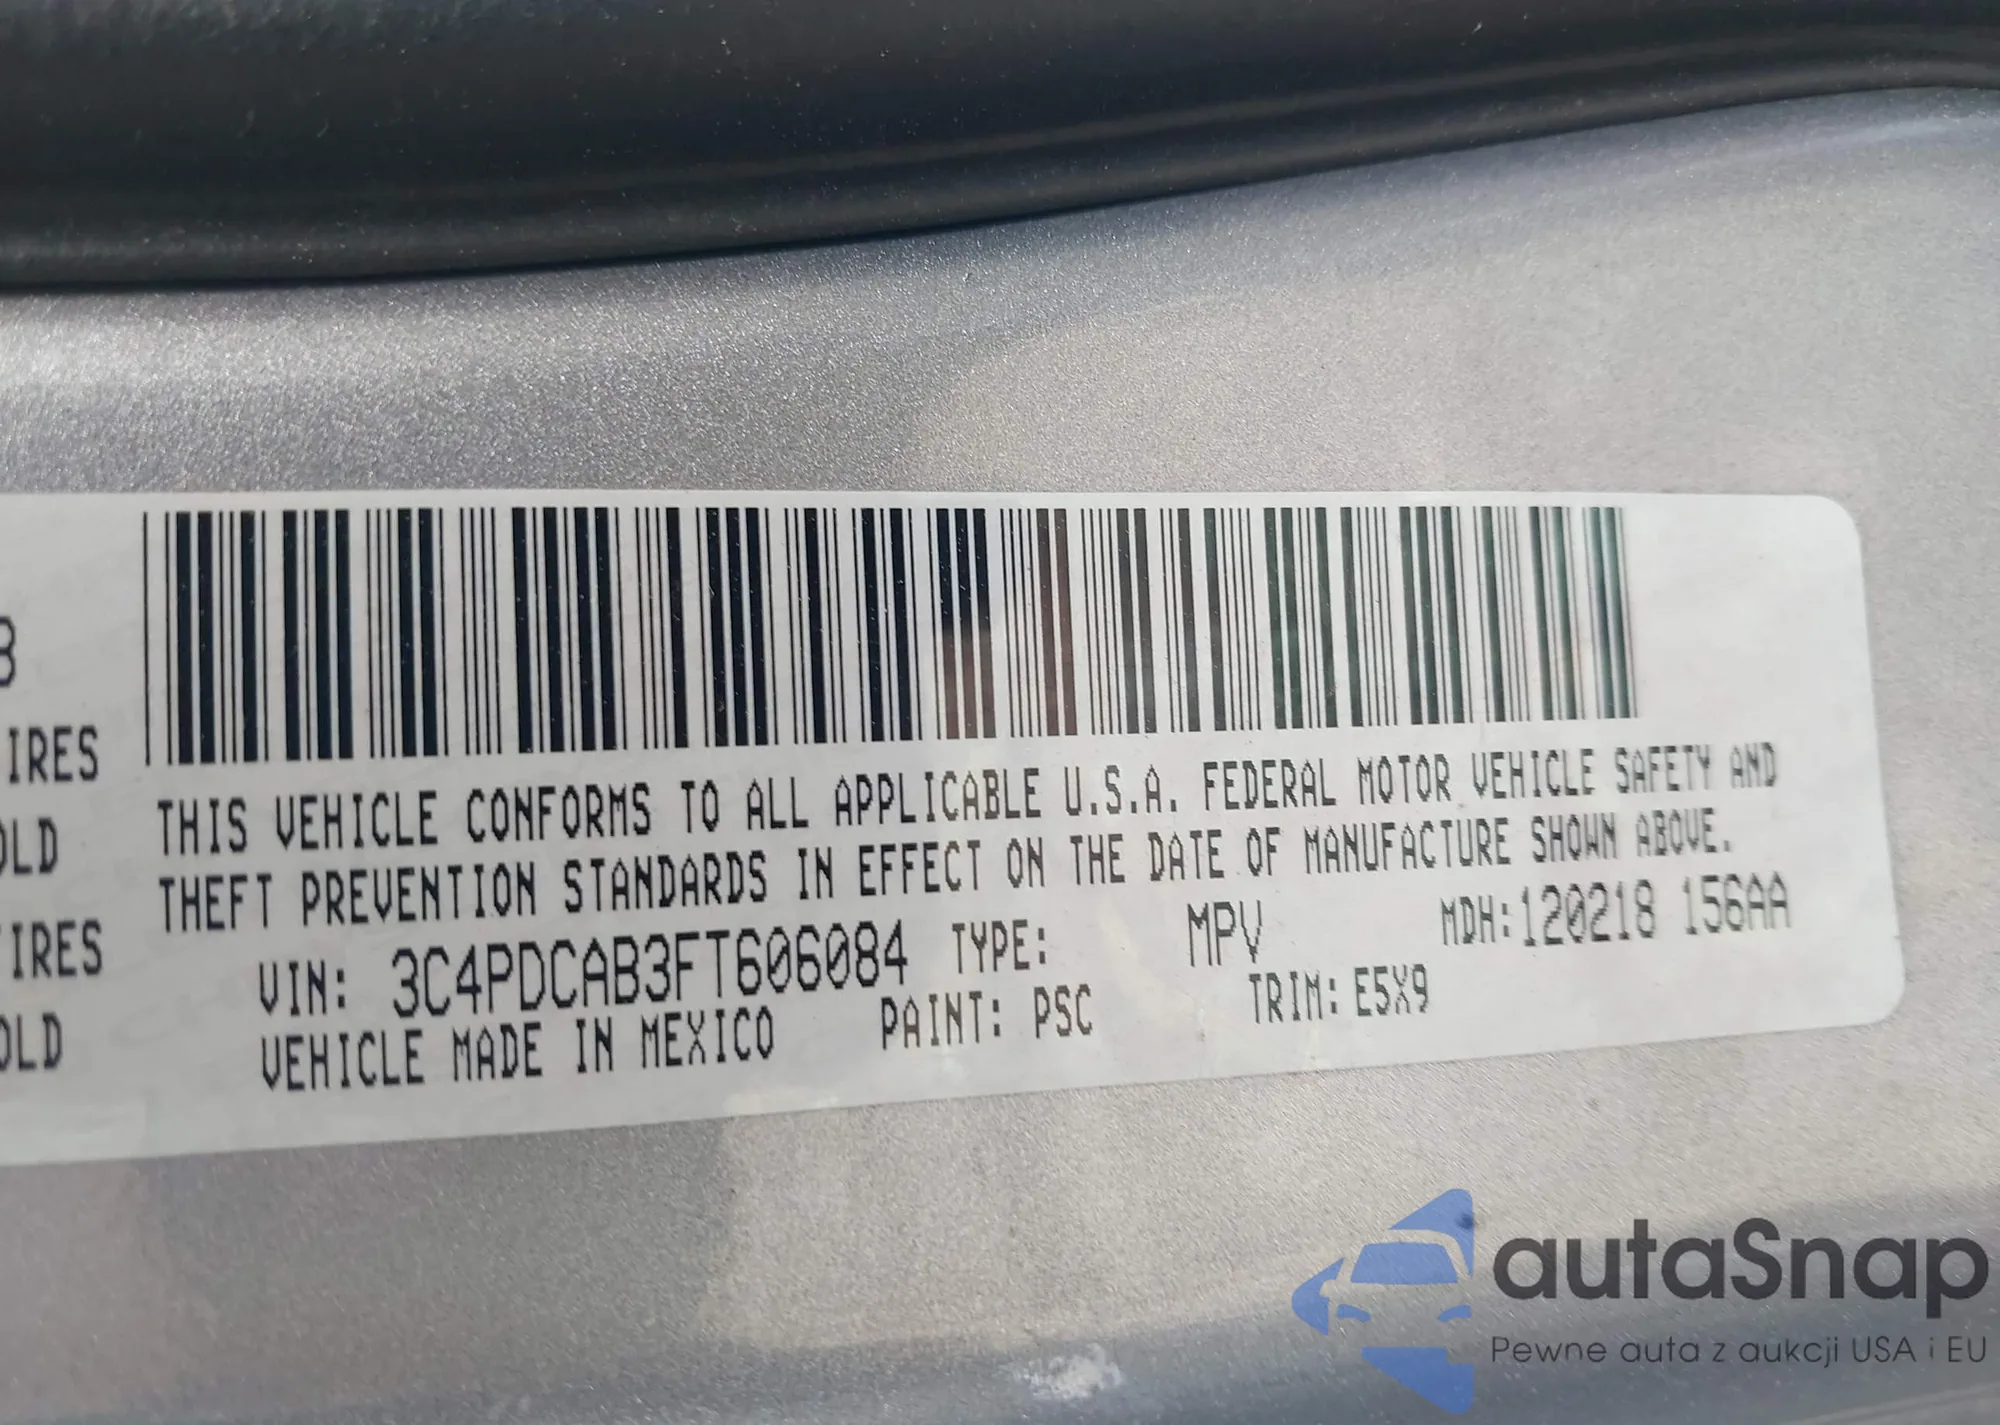 3
IRES
OLD
IRES
OLD
THIS VEHICLE CONFORMS TO ALL APPLICABLE U.S.A. FEDERAL MOTOR VEHICLE SAFETY AND
THEFT PREVENTION STANDARDS IN EFFECT ON THE DATE OF MANUFACTURE SHOWN ABOVE.
VIN: 3C4PDCAB3FT606084 TYPE: MPV MDH:120218 156AA
VEHICLE MADE IN MEXICO PAINT: PSC TRIM: E5X9
autaSnap
Pewne auta z aukcji USA i EU